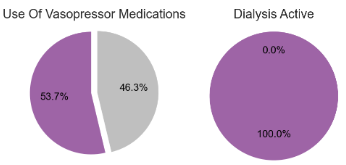 Use Of Vasopressor Medications
Dialysis Active
53.7%
46.3%
0.0%
100.0%